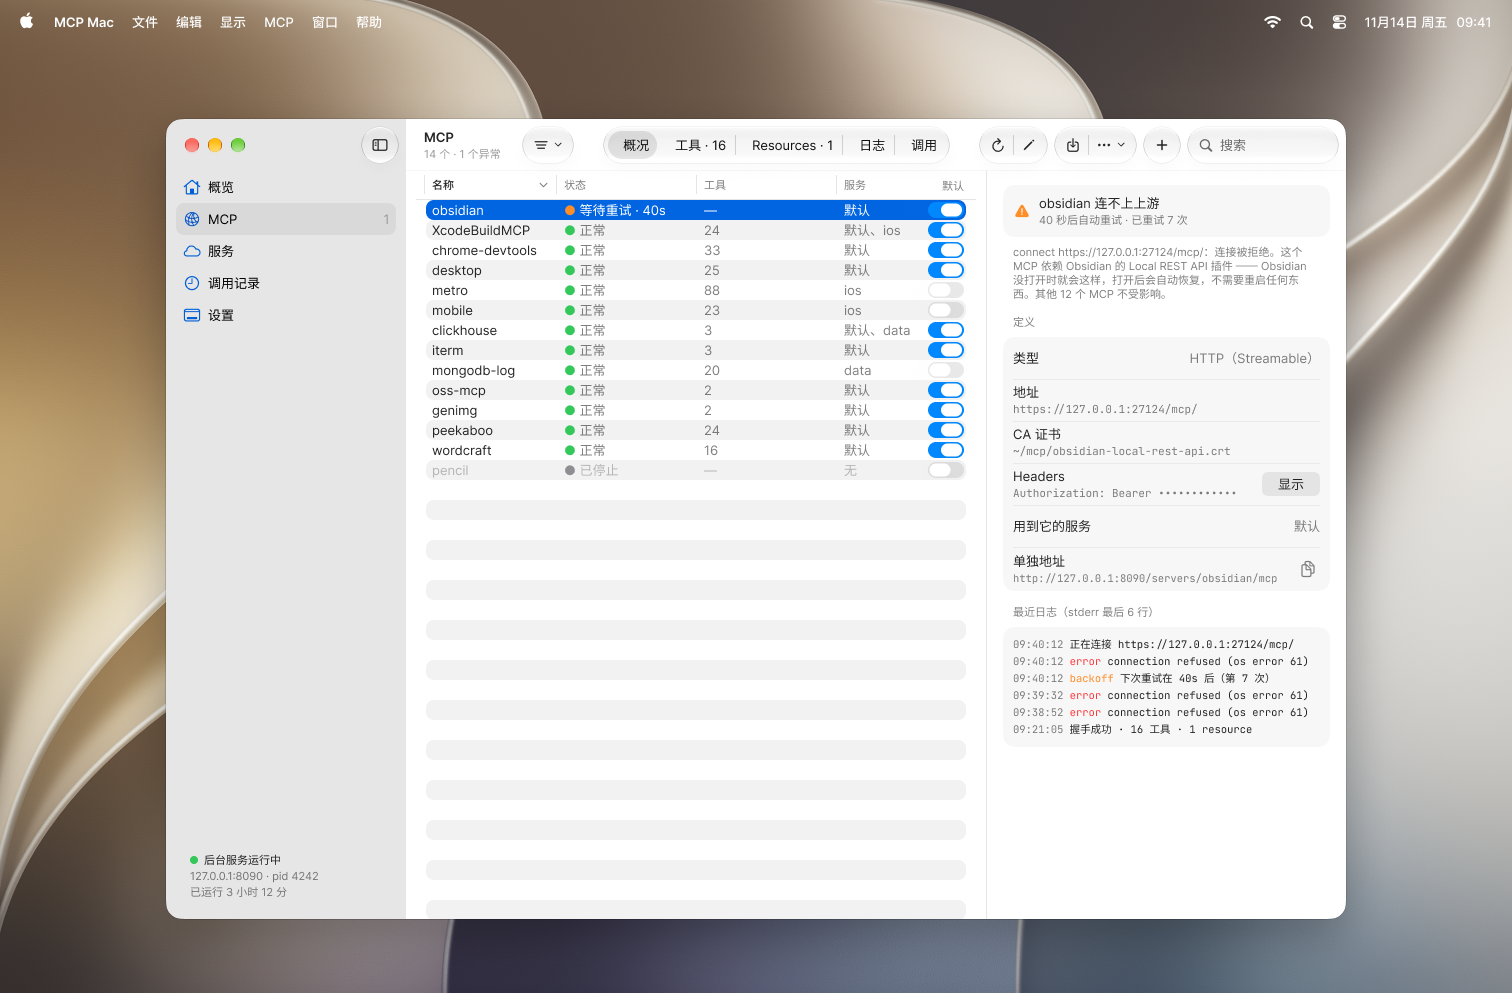 MCP Mac 文件 编辑 显示 MCP 窗口 帮助 11月14日 周五 09:41
MCP
14 个 · 1 个异常
概况 工具 · 16 Resources · 1 日志 调用
搜索
概览
MCP 1
服务
调用记录
设置
后台服务运行中
127.0.0.1:8090 · pid 4242
已运行 3 小时 12 分
名称 状态 工具 服务 默认
obsidian 等待重试 · 40s — 默认
XcodeBuildMCP 正常 24 默认、ios
chrome-devtools 正常 33 默认
desktop 正常 25 默认
metro 正常 88 ios
mobile 正常 23 ios
clickhouse 正常 3 默认、data
iterm 正常 3 默认
mongodb-log 正常 20 data
oss-mcp 正常 2 默认
genimg 正常 2 默认
peekaboo 正常 24 默认
wordcraft 正常 16 默认
pencil 已停止 — 无
obsidian 连不上上游
40 秒后自动重试 · 已重试 7 次
connect https://127.0.0.1:27124/mcp/：连接被拒绝。这个
MCP 依赖 Obsidian 的 Local REST API 插件 —— Obsidian
没打开时就会这样，打开后会自动恢复，不需要重启任何东
西。其他 12 个 MCP 不受影响。
定义
类型 HTTP（Streamable）
地址
https://127.0.0.1:27124/mcp/
CA 证书
~/mcp/obsidian-local-rest-api.crt
Headers
Authorization: Bearer ••••••••••••
显示
用到它的服务 默认
单独地址
http://127.0.0.1:8090/servers/obsidian/mcp
最近日志（stderr 最后 6 行）
09:40:12 正在连接 https://127.0.0.1:27124/mcp/
09:40:12 error connection refused (os error 61)
09:40:12 backoff 下次重试在 40s 后（第 7 次）
09:39:32 error connection refused (os error 61)
09:38:52 error connection refused (os error 61)
09:21:05 握手成功 · 16 工具 · 1 resource